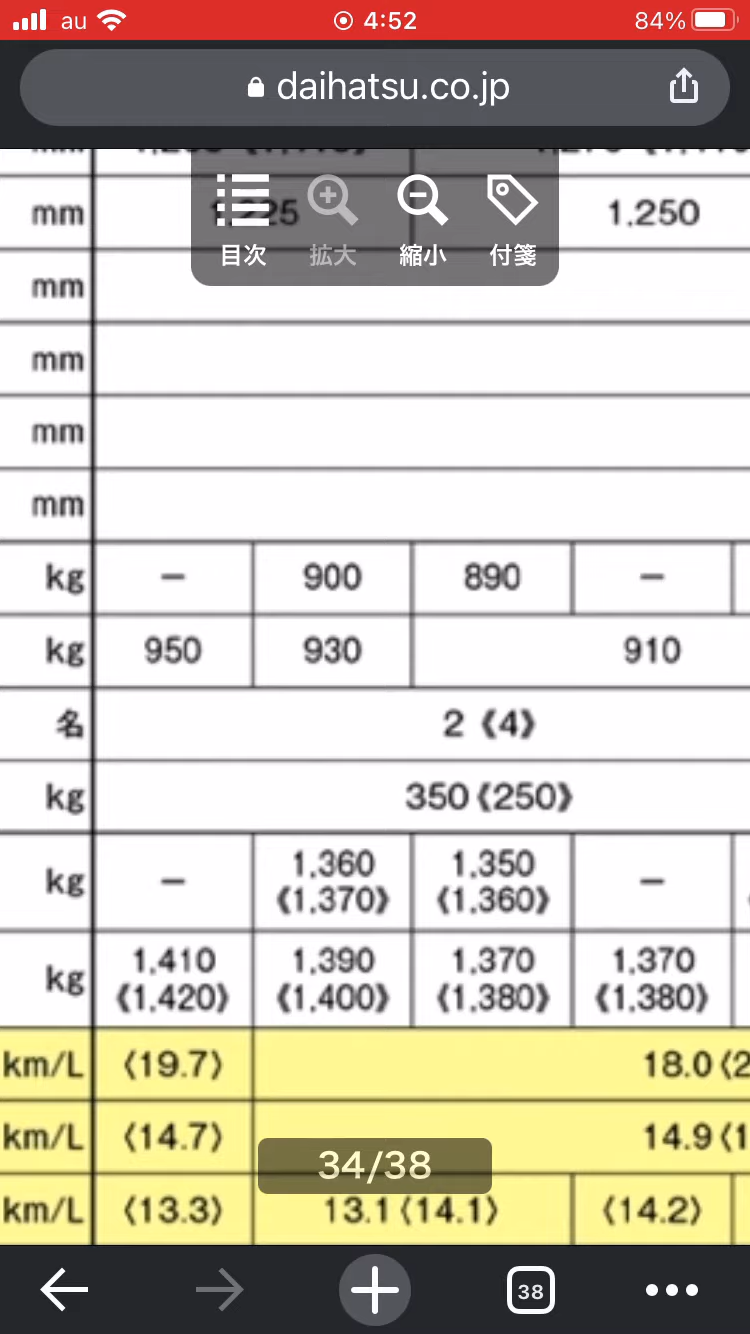 au 4:52 84%
daihatsu.co.jp
目次 拡大 縮小 付箋
mm 1.225 1.250
mm
mm
mm
mm
kg — 900 890 —
kg 950 930 910
名 2《4》
kg 350《250》
kg — 1.360 1.350 —
《1.370》 《1.360》
kg 1.410 1.390 1.370 1.370
《1.420》 《1.400》 《1.380》 《1.380》
km/L 〈19.7〉 18.0〈2
km/L 〈14.7〉 14.9〈1
34/38
km/L 〈13.3〉 13.1〈14.1〉 〈14.2〉
38